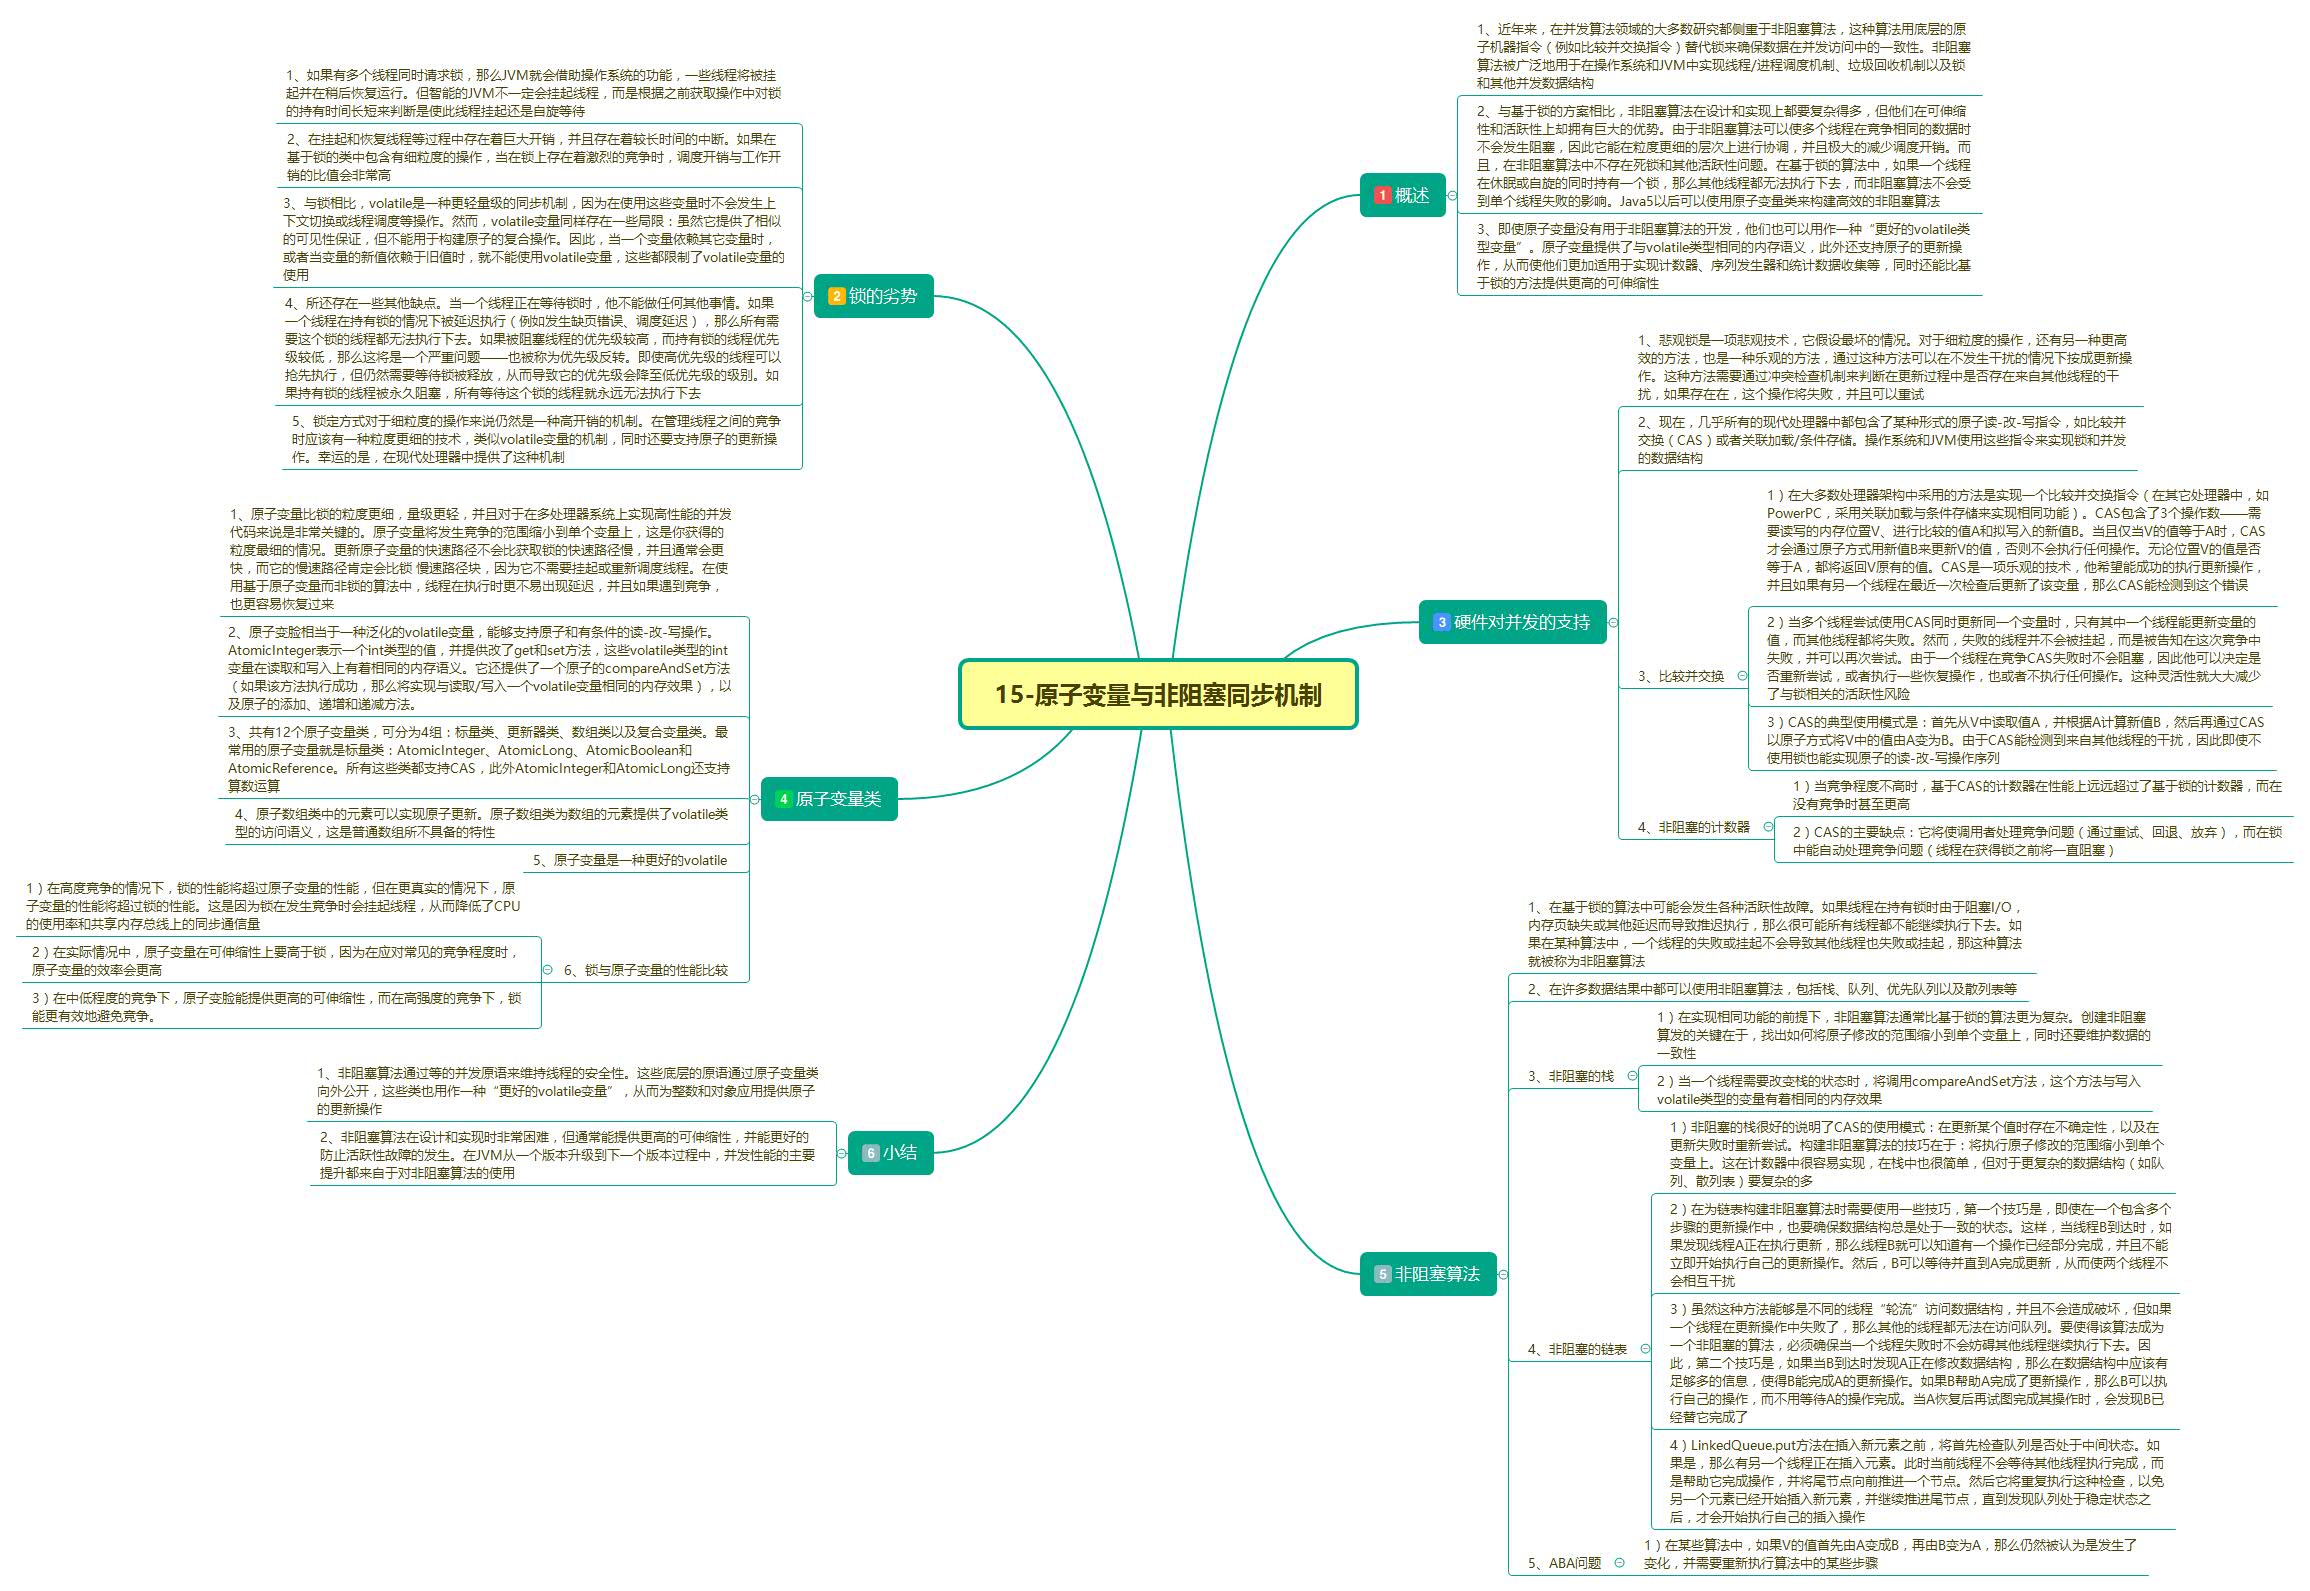 15-原子变量与非阻塞同步机制
1 概述
1、近年来，在并发算法领域的大多数研究都侧重于非阻塞算法，这种算法用底层的原
子机器指令（例如比较并交换指令）替代锁来确保数据在并发访问中的一致性。非阻塞
算法被广泛地用于在操作系统和JVM中实现线程/进程调度机制、垃圾回收机制以及锁
和其他并发数据结构
2、与基于锁的方案相比，非阻塞算法在设计和实现上都要复杂得多，但他们在可伸缩
性和活跃性上却拥有巨大的优势。由于非阻塞算法可以使多个线程在竞争相同的数据时
不会发生阻塞，因此它能在粒度更细的层次上进行协调，并且极大的减少调度开销。而
且，在非阻塞算法中不存在死锁和其他活跃性问题。在基于锁的算法中，如果一个线程
在休眠或自旋的同时持有一个锁，那么其他线程都无法执行下去，而非阻塞算法不会受
到单个线程失败的影响。Java5以后可以使用原子变量类来构建高效的非阻塞算法
3、即使原子变量没有用于非阻塞算法的开发，他们也可以用作一种“更好的volatile类
型变量”。原子变量提供了与volatile类型相同的内存语义，此外还支持原子的更新操
作，从而使他们更加适用于实现计数器、序列发生器和统计数据收集等，同时还能比基
于锁的方法提供更高的可伸缩性
2 锁的劣势
1、如果有多个线程同时请求锁，那么JVM就会借助操作系统的功能，一些线程将被挂
起并在稍后恢复运行。但智能的JVM不一定会挂起线程，而是根据之前获取操作中对锁
的持有时间长短来判断是使此线程挂起还是自旋等待
2、在挂起和恢复线程等过程中存在着巨大开销，并且存在着较长时间的中断。如果在
基于锁的类中包含有细粒度的操作，当在锁上存在着激烈的竞争时，调度开销与工作开
销的比值会非常高
3、与锁相比，volatile是一种更轻量级的同步机制，因为在使用这些变量时不会发生上
下文切换或线程调度等操作。然而，volatile变量同样存在一些局限：虽然它提供了相似
的可见性保证，但不能用于构建原子的复合操作。因此，当一个变量依赖其它变量时，
或者当变量的新值依赖于旧值时，就不能使用volatile变量，这些都限制了volatile变量的
使用
4、所还存在一些其他缺点。当一个线程正在等待锁时，他不能做任何其他事情。如果
一个线程在持有锁的情况下被延迟执行（例如发生缺页错误、调度延迟），那么所有需
要这个锁的线程都无法执行下去。如果被阻塞线程的优先级较高，而持有锁的线程优先
级较低，那么这将是一个严重问题——也被称为优先级反转。即使高优先级的线程可以
抢先执行，但仍然需要等待锁被释放，从而导致它的优先级会降至低优先级的级别。如
果持有锁的线程被永久阻塞，所有等待这个锁的线程就永远无法执行下去
5、锁定方式对于细粒度的操作来说仍然是一种高开销的机制。在管理线程之间的竞争
时应该有一种粒度更细的技术，类似volatile变量的机制，同时还要支持原子的更新操
作。幸运的是，在现代处理器中提供了这种机制
3 硬件对并发的支持
1、悲观锁是一项悲观技术，它假设最坏的情况。对于细粒度的操作，还有另一种更高
效的方法，也是一种乐观的方法，通过这种方法可以在不发生干扰的情况下按成更新操
作。这种方法需要通过冲突检查机制来判断在更新过程中是否存在来自其他线程的干
扰，如果存在在，这个操作将失败，并且可以重试
2、现在，几乎所有的现代处理器中都包含了某种形式的原子读-改-写指令，如比较并
交换（CAS）或者关联加载/条件存储。操作系统和JVM使用这些指令来实现锁和并发
的数据结构
3、比较并交换
1）在大多数处理器架构中采用的方法是实现一个比较并交换指令（在其它处理器中，如
PowerPC，采用关联加载与条件存储来实现相同功能）。CAS包含了3个操作数——需
要读写的内存位置V、进行比较的值A和拟写入的新值B。当且仅当V的值等于A时，CAS
才会通过原子方式用新值B来更新V的值，否则不会执行任何操作。无论位置V的值是否
等于A，都将返回V原有的值。CAS是一项乐观的技术，他希望能成功的执行更新操作，
并且如果有另一个线程在最近一次检查后更新了该变量，那么CAS能检测到这个错误
2）当多个线程尝试使用CAS同时更新同一个变量时，只有其中一个线程能更新变量的
值，而其他线程都将失败。然而，失败的线程并不会被挂起，而是被告知在这次竞争中
失败，并可以再次尝试。由于一个线程在竞争CAS失败时不会阻塞，因此他可以决定是
否重新尝试，或者执行一些恢复操作，也或者不执行任何操作。这种灵活性就大大减少
了与锁相关的活跃性风险
3）CAS的典型使用模式是：首先从V中读取值A，并根据A计算新值B，然后再通过CAS
以原子方式将V中的值由A变为B。由于CAS能检测到来自其他线程的干扰，因此即使不
使用锁也能实现原子的读-改-写操作序列
4、非阻塞的计数器
1）当竞争程度不高时，基于CAS的计数器在性能上远远超过了基于锁的计数器，而在
没有竞争时甚至更高
2）CAS的主要缺点：它将使调用者处理竞争问题（通过重试、回退、放弃），而在锁
中能自动处理竞争问题（线程在获得锁之前将一直阻塞）
4 原子变量类
1、原子变量比锁的粒度更细，量级更轻，并且对于在多处理器系统上实现高性能的并发
代码来说是非常关键的。原子变量将发生竞争的范围缩小到单个变量上，这是你获得的
粒度最细的情况。更新原子变量的快速路径不会比获取锁的快速路径慢，并且通常会更
快，而它的慢速路径肯定会比锁 慢速路径块，因为它不需要挂起或重新调度线程。在使
用基于原子变量而非锁的算法中，线程在执行时更不易出现延迟，并且如果遇到竞争，
也更容易恢复过来
2、原子变脸相当于一种泛化的volatile变量，能够支持原子和有条件的读-改-写操作。
AtomicInteger表示一个int类型的值，并提供改了get和set方法，这些volatile类型的int
变量在读取和写入上有着相同的内存语义。它还提供了一个原子的compareAndSet方法
（如果该方法执行成功，那么将实现与读取/写入一个volatile变量相同的内存效果），以
及原子的添加、递增和递减方法。
3、共有12个原子变量类，可分为4组：标量类、更新器类、数组类以及复合变量类。最
常用的原子变量就是标量类：AtomicInteger、AtomicLong、AtomicBoolean和
AtomicReference。所有这些类都支持CAS，此外AtomicInteger和AtomicLong还支持
算数运算
4、原子数组类中的元素可以实现原子更新。原子数组类为数组的元素提供了volatile类
型的访问语义，这是普通数组所不具备的特性
5、原子变量是一种更好的volatile
6、锁与原子变量的性能比较
1）在高度竞争的情况下，锁的性能将超过原子变量的性能，但在更真实的情况下，原
子变量的性能将超过锁的性能。这是因为锁在发生竞争时会挂起线程，从而降低了CPU
的使用率和共享内存总线上的同步通信量
2）在实际情况中，原子变量在可伸缩性上要高于锁，因为在应对常见的竞争程度时，
原子变量的效率会更高
3）在中低程度的竞争下，原子变脸能提供更高的可伸缩性，而在高强度的竞争下，锁
能更有效地避免竞争。
5 非阻塞算法
1、在基于锁的算法中可能会发生各种活跃性故障。如果线程在持有锁时由于阻塞I/O，
内存页缺失或其他延迟而导致推迟执行，那么很可能所有线程都不能继续执行下去。如
果在某种算法中，一个线程的失败或挂起不会导致其他线程也失败或挂起，那这种算法
就被称为非阻塞算法
2、在许多数据结果中都可以使用非阻塞算法，包括栈、队列、优先队列以及散列表等
3、非阻塞的栈
1）在实现相同功能的前提下，非阻塞算法通常比基于锁的算法更为复杂。创建非阻塞
算发的关键在于，找出如何将原子修改的范围缩小到单个变量上，同时还要维护数据的
一致性
2）当一个线程需要改变栈的状态时，将调用compareAndSet方法，这个方法与写入
volatile类型的变量有着相同的内存效果
4、非阻塞的链表
1）非阻塞的栈很好的说明了CAS的使用模式：在更新某个值时存在不确定性，以及在
更新失败时重新尝试。构建非阻塞算法的技巧在于：将执行原子修改的范围缩小到单个
变量上。这在计数器中很容易实现，在栈中也很简单，但对于更复杂的数据结构（如队
列、散列表）要复杂的多
2）在为链表构建非阻塞算法时需要使用一些技巧，第一个技巧是，即使在一个包含多个
步骤的更新操作中，也要确保数据结构总是处于一致的状态。这样，当线程B到达时，如
果发现线程A正在执行更新，那么线程B就可以知道有一个操作已经部分完成，并且不能
立即开始执行自己的更新操作。然后，B可以等待并直到A完成更新，从而使两个线程不
会相互干扰
3）虽然这种方法能够是不同的线程“轮流”访问数据结构，并且不会造成破坏，但如果
一个线程在更新操作中失败了，那么其他的线程都无法在访问队列。要使得该算法成为
一个非阻塞的算法，必须确保当一个线程失败时不会妨碍其他线程继续执行下去。因
此，第二个技巧是，如果当B到达时发现A正在修改数据结构，那么在数据结构中应该有
足够多的信息，使得B能完成A的更新操作。如果B帮助A完成了更新操作，那么B可以执
行自己的操作，而不用等待A的操作完成。当A恢复后再试图完成其操作时，会发现B已
经替它完成了
4）LinkedQueue.put方法在插入新元素之前，将首先检查队列是否处于中间状态。如
果是，那么有另一个线程正在插入元素。此时当前线程不会等待其他线程执行完成，而
是帮助它完成操作，并将尾节点向前推进一个节点。然后它将重复执行这种检查，以免
另一个元素已经开始插入新元素，并继续推进尾节点，直到发现队列处于稳定状态之
后，才会开始执行自己的插入操作
5、ABA问题
1）在某些算法中，如果V的值首先由A变成B，再由B变为A，那么仍然被认为是发生了
变化，并需要重新执行算法中的某些步骤
6 小结
1、非阻塞算法通过等的并发原语来维持线程的安全性。这些底层的原语通过原子变量类
向外公开，这些类也用作一种“更好的volatile变量”，从而为整数和对象应用提供原子
的更新操作
2、非阻塞算法在设计和实现时非常困难，但通常能提供更高的可伸缩性，并能更好的
防止活跃性故障的发生。在JVM从一个版本升级到下一个版本过程中，并发性能的主要
提升都来自于对非阻塞算法的使用